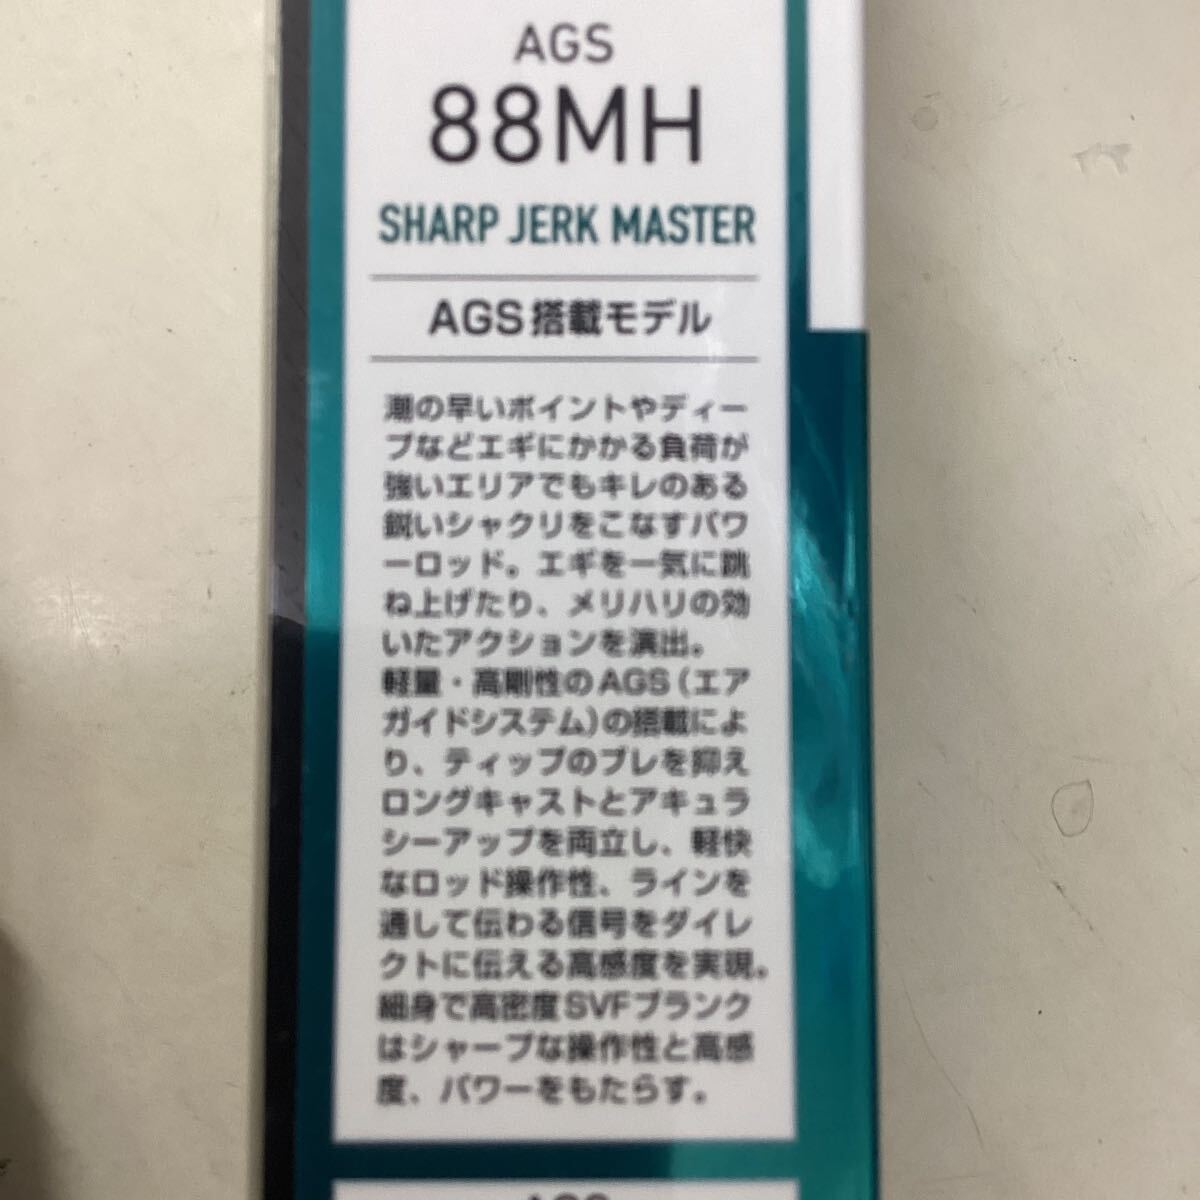 AGS
88MH
SHARP JERK MASTER
AGS搭載モデル
潮の早いポイントやディー
プなどエギにかかる負荷が
強いエリアでもキレのある
鋭いシャクリをこなすパワ
ーロッド。エギを一気に跳
ね上げたり、メリハリの効
いたアクションを演出。
軽量・高剛性のAGS(エア
ガイドシステム)の搭載によ
り、ティップのブレを抑え
ロングキャストとアキュラ
シーアップを両立し、軽快
なロッド操作性、ラインを
通して伝わる信号をダイレ
クトに伝える高感度を実現。
細身で高密度SVFブランク
はシャープな操作性と高感
度、パワーをもたらす。